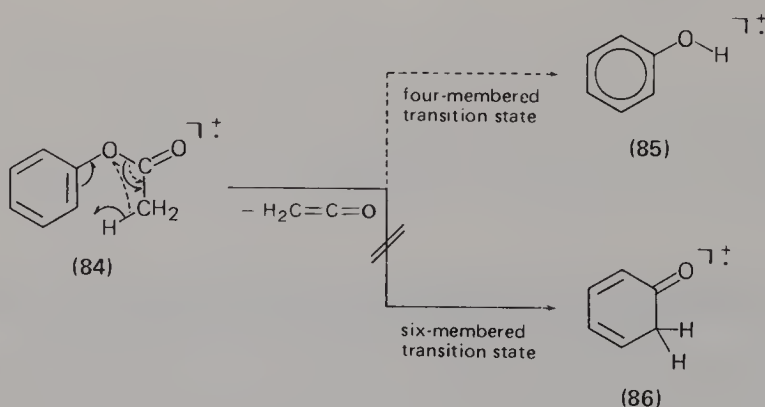 O
H
⁊ +·
four-membered
transition state
(85)
O
C
O
⁊ +·
H
CH₂
− H₂C=C=O
(84)
O
⁊ +·
H
H
six-membered
transition state
(86)